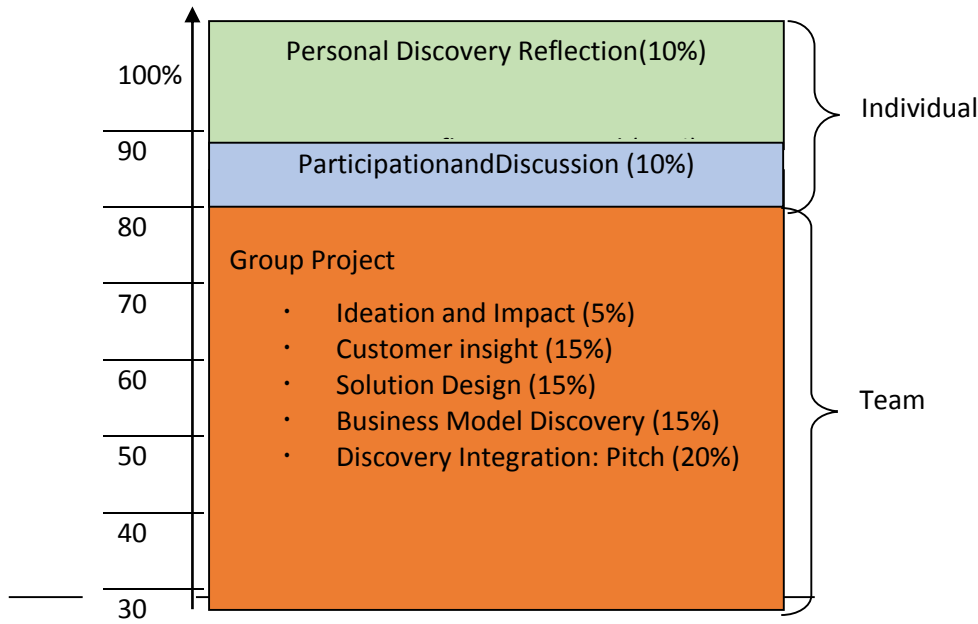 Personal Discovery Reflection(10%)
100%
Individual
90
ParticipationandDiscussion (10%)
80
Group Project
70
· Ideation and Impact (5%)
· Customer insight (15%)
60
· Solution Design (15%)
Team
· Business Model Discovery (15%)
50
· Discovery Integration: Pitch (20%)
40
30